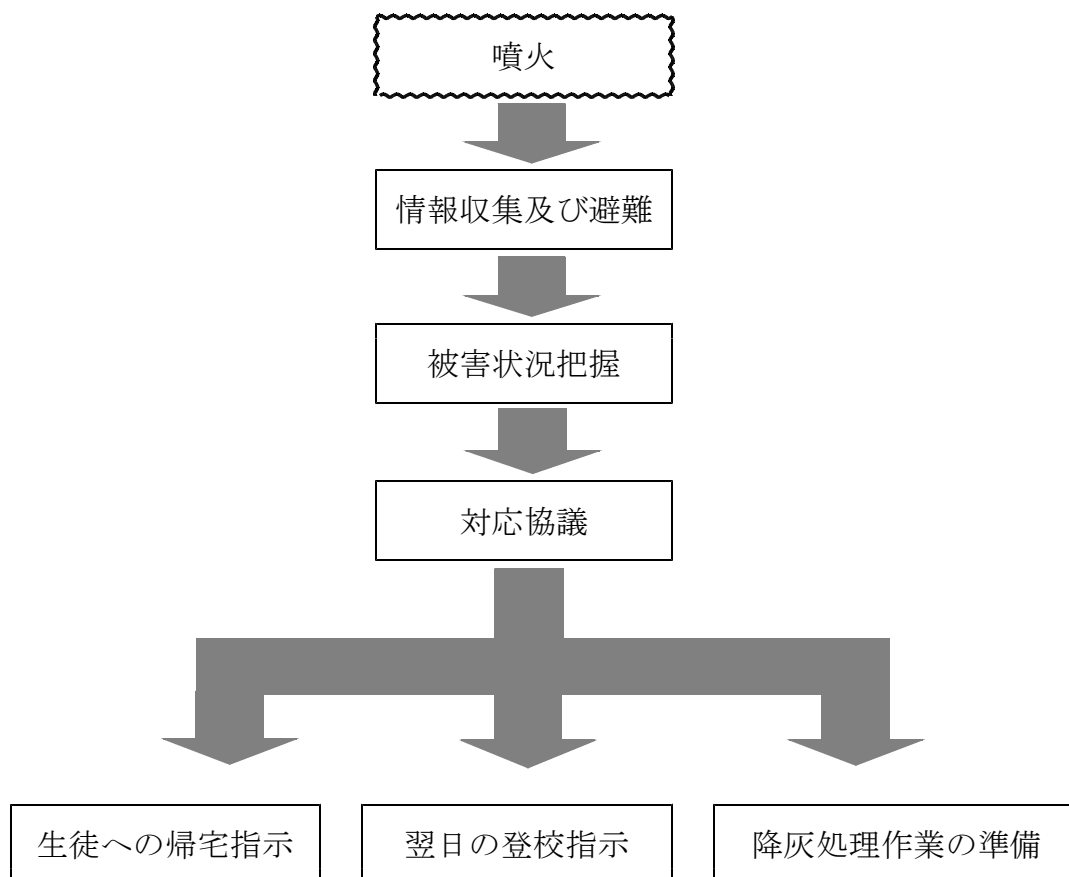 噴火
情報収集及び避難
被害状況把握
対応協議
生徒への帰宅指示
翌日の登校指示
降灰処理作業の準備